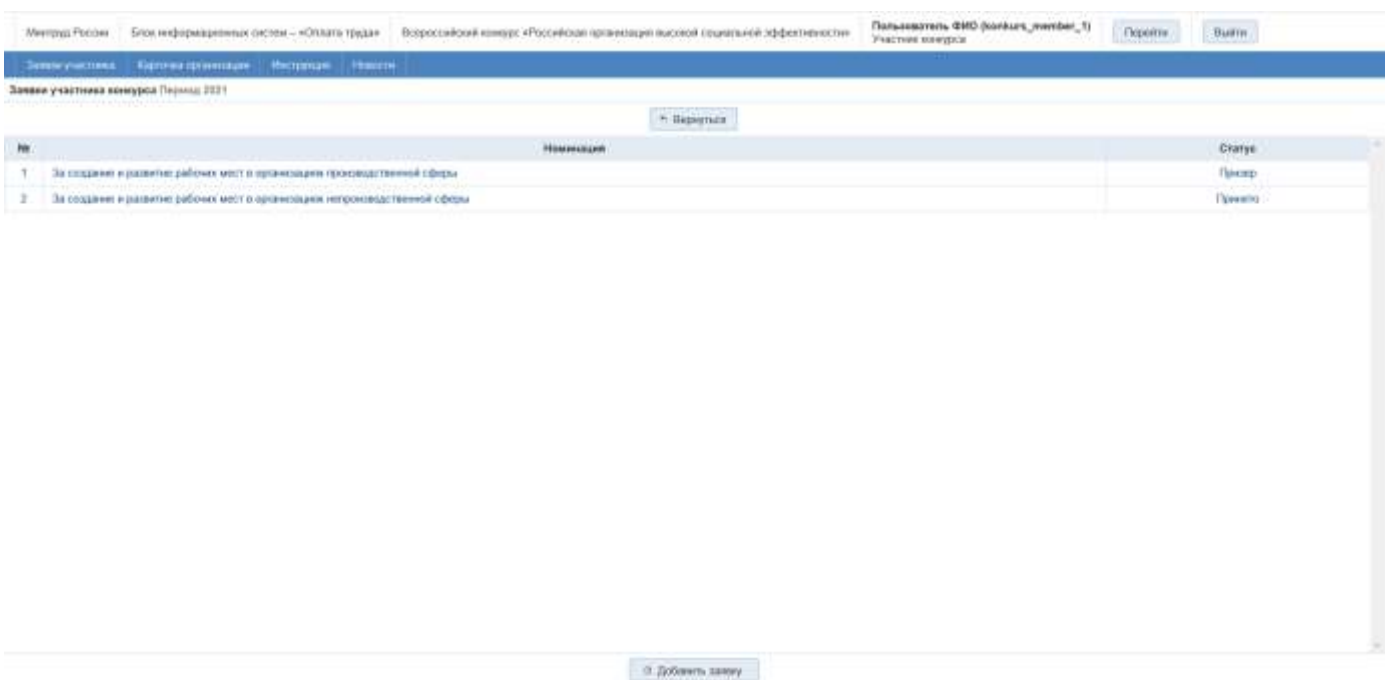 Минтруд России
Блок информационных систем – «Оплата труда»
Всероссийский конкурс «Российская организация высокой социальной эффективности»
Пользователь ФИО (konkurs_member_1)
Участник конкурса
Перейти
Выйти
Заявки участника
Карточка организации
Инструкция
Новости
Заявки участника конкурса Период 2021
Вернуться
№ Номинация Статус
1 За создание и развитие рабочих мест в организациях производственной сферы Призер
2 За создание и развитие рабочих мест в организациях непроизводственной сферы Принято
Добавить заявку